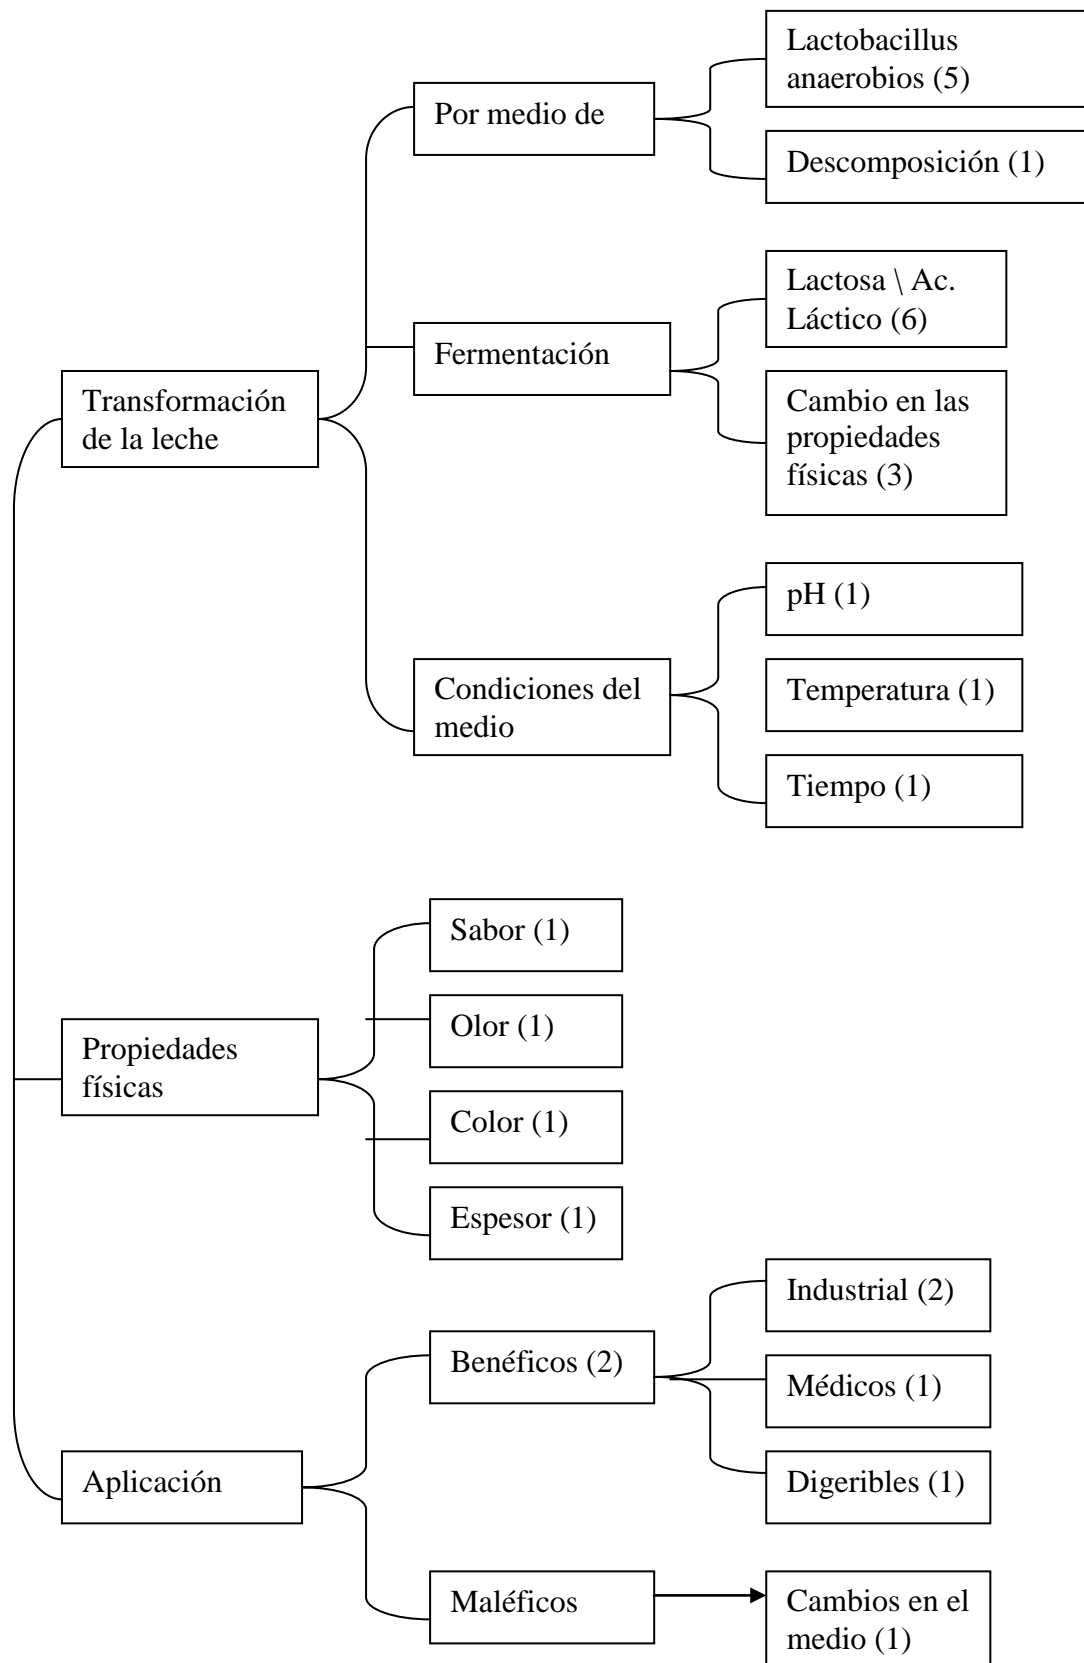 Lactobacillus
anaerobios (5)
Por medio de
Descomposición (1)
Lactosa \ Ac.
Láctico (6)
Fermentación
Cambio en las
propiedades
físicas (3)
Transformación
de la leche
pH (1)
Condiciones del
medio
Temperatura (1)
Tiempo (1)
Sabor (1)
Olor (1)
Propiedades
físicas
Color (1)
Espesor (1)
Industrial (2)
Benéficos (2)
Médicos (1)
Aplicación
Digeribles (1)
Maléficos
Cambios en el
medio (1)